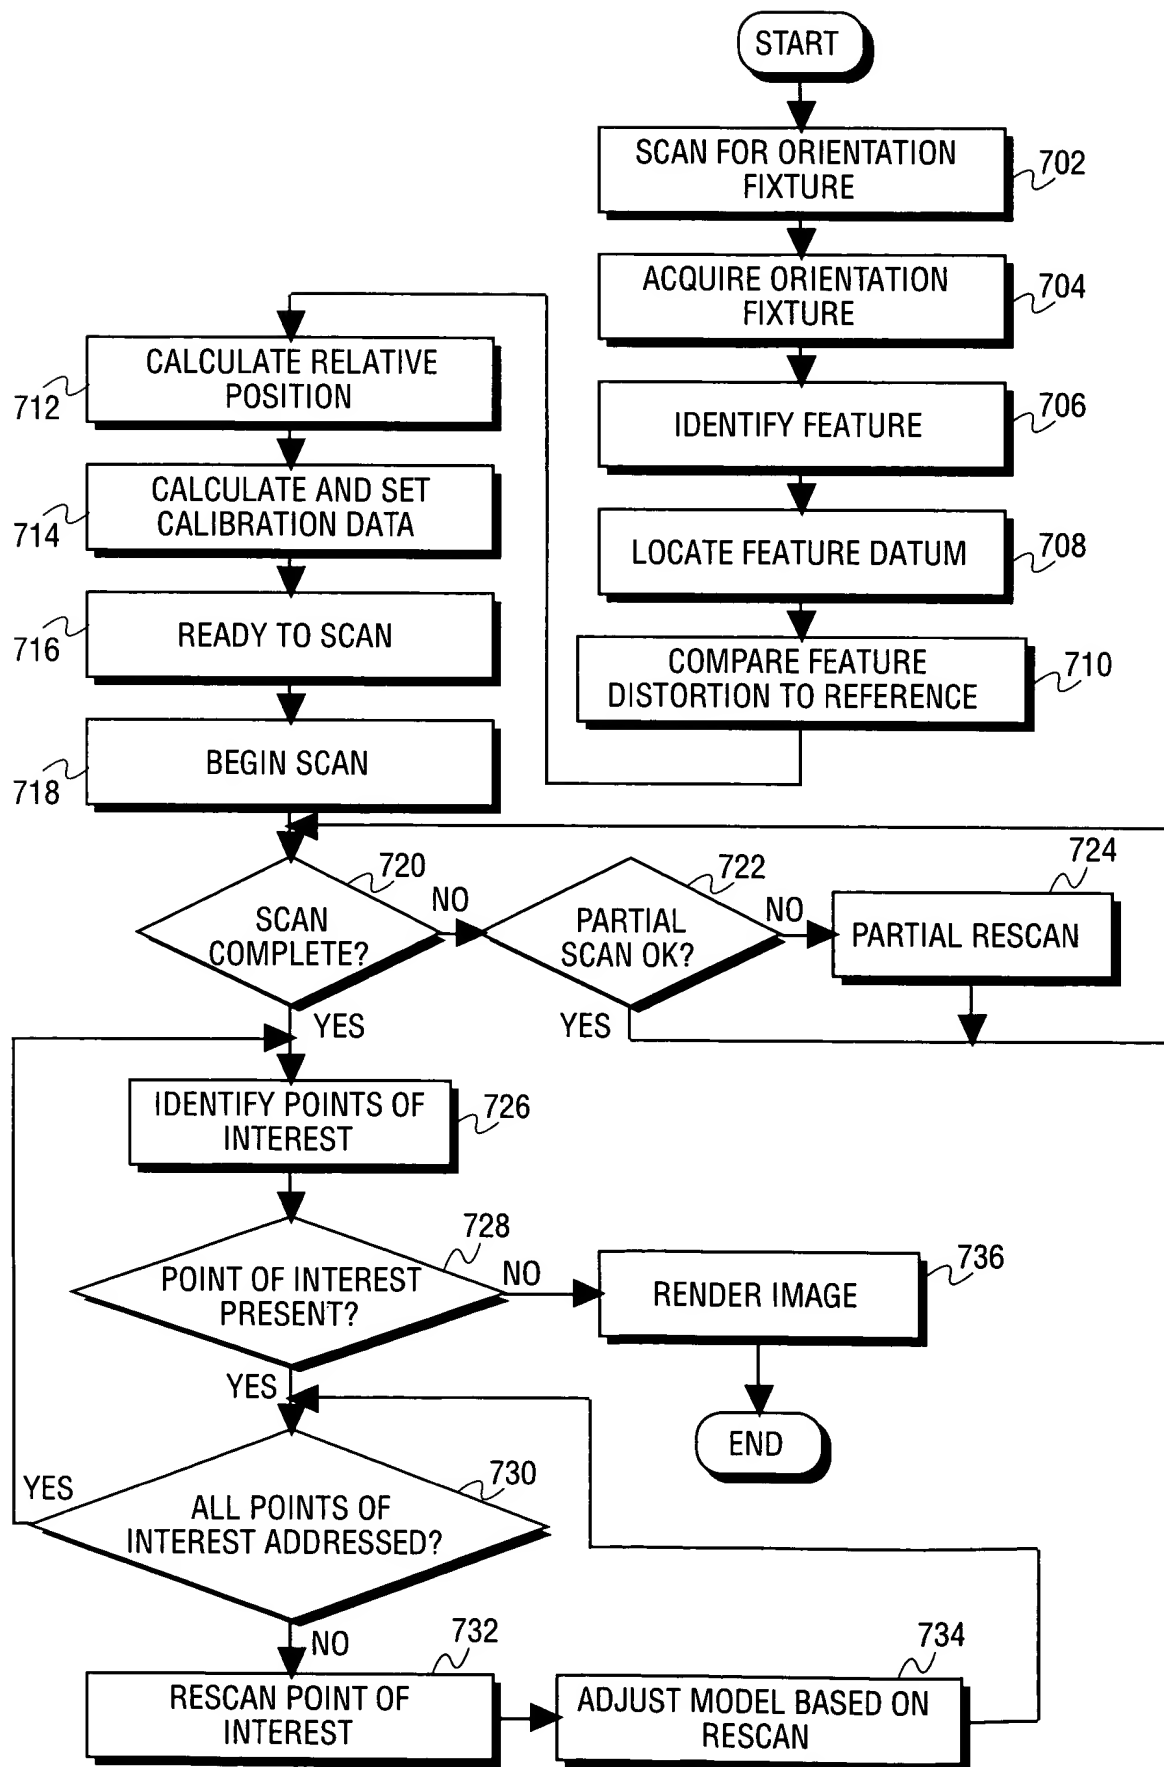 START
SCAN FOR ORIENTATION
FIXTURE
702
ACQUIRE ORIENTATION
FIXTURE
704
IDENTIFY FEATURE
706
LOCATE FEATURE DATUM
708
COMPARE FEATURE
DISTORTION TO REFERENCE
710
CALCULATE RELATIVE
POSITION
712
CALCULATE AND SET
CALIBRATION DATA
714
READY TO SCAN
716
BEGIN SCAN
718
SCAN
COMPLETE?
720
NO
YES
PARTIAL
SCAN OK?
722
NO
YES
PARTIAL RESCAN
724
IDENTIFY POINTS OF
INTEREST
726
POINT OF INTEREST
PRESENT?
728
NO
YES
RENDER IMAGE
736
END
ALL POINTS OF
INTEREST ADDRESSED?
730
YES
NO
RESCAN POINT OF
INTEREST
732
ADJUST MODEL BASED ON
RESCAN
734